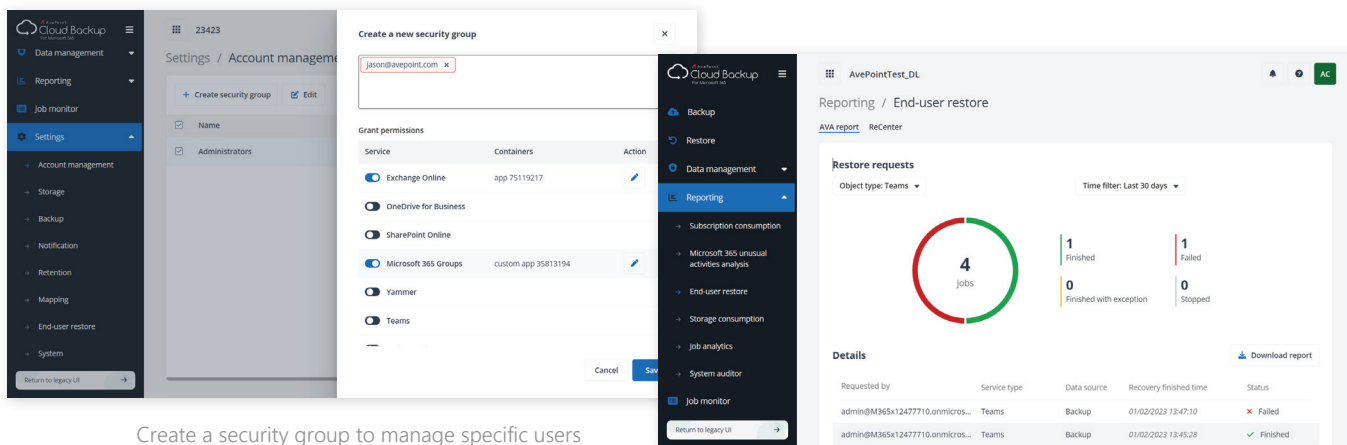 AvePoint
Cloud Backup
For Microsoft 365
Data management
Reporting
Job monitor
Settings
Account management
Storage
Backup
Notification
Retention
Mapping
End-user restore
System
Return to legacy UI
23423
Settings / Account manageme
+ Create security group Edit
Name
Administrators
Create a new security group
jason@avepoint.com ×
Grant permissions
Service Containers Action
Exchange Online app 75119217
OneDrive for Business
SharePoint Online
Microsoft 365 Groups custom app 35813194
Yammer
Teams
Cancel Sav
Create a security group to manage specific users
AvePoint
Cloud Backup
For Microsoft 365
Backup
Restore
Data management
Reporting
Subscription consumption
Microsoft 365 unusual
activities analysis
End-user restore
Storage consumption
Job analytics
System auditor
Job monitor
Return to legacy UI
AvePointTest_DL
AC
Reporting / End-user restore
AVA report ReCenter
Restore requests
Object type: Teams Time filter: Last 30 days
4
jobs
1
Finished
1
Failed
0
Finished with exception
0
Stopped
Details
Download report
Requested by Service type Data source Recovery finished time Status
admin@M365x12477710.onmicros... Teams Backup 01/02/2023 13:47:10 × Failed
admin@M365x12477710.onmicros... Teams Backup 01/02/2023 13:45:28 ✓ Finished